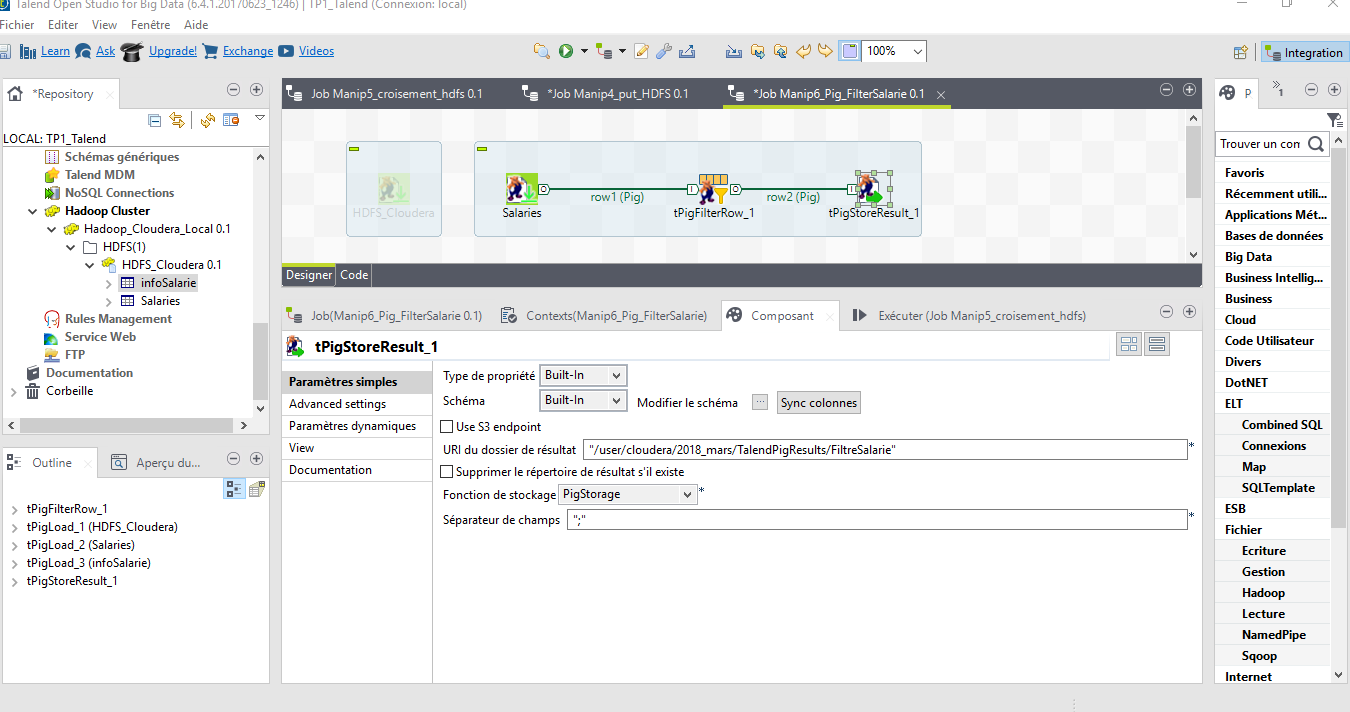 Talend Open Studio for Big Data (6.4.1.20170623_1246) | TP1_Talend (Connexion: local)
Fichier Editer View Fenêtre Aide
Learn Ask Upgrade! Exchange Videos 100% Integration
*Repository
LOCAL: TP1_Talend
Schémas génériques
Talend MDM
NoSQL Connections
Hadoop Cluster
Hadoop_Cloudera_Local 0.1
HDFS(1)
HDFS_Cloudera 0.1
infoSalarie
Salaries
Rules Management
Service Web
FTP
Documentation
Corbeille
Outline Aperçu du...
tPigFilterRow_1
tPigLoad_1 (HDFS_Cloudera)
tPigLoad_2 (Salaries)
tPigLoad_3 (infoSalarie)
tPigStoreResult_1
Job Manip5_croisement_hdfs 0.1 *Job Manip4_put_HDFS 0.1 *Job Manip6_Pig_FilterSalarie 0.1
row1 (Pig) row2 (Pig)
HDFS_Cloudera Salaries tPigFilterRow_1 tPigStoreResult_1
Designer Code
Job(Manip6_Pig_FilterSalarie 0.1) Contexts(Manip6_Pig_FilterSalarie) Composant Exécuter (Job Manip5_croisement_hdfs)
tPigStoreResult_1
Paramètres simples
Advanced settings
Paramètres dynamiques
View
Documentation
Type de propriété Built-In
Schéma Built-In Modifier le schéma ... Sync colonnes
Use S3 endpoint
URI du dossier de résultat "/user/cloudera/2018_mars/TalendPigResults/FiltreSalarie" *
Supprimer le répertoire de résultat s'il existe
Fonction de stockage PigStorage *
Séparateur de champs ";" *
P »1
Trouver un con
Favoris
Récemment utili...
Applications Mét...
Bases de données
Big Data
Business Intellig...
Business
Cloud
Code Utilisateur
Divers
DotNET
ELT
Combined SQL
Connexions
Map
SQLTemplate
ESB
Fichier
Ecriture
Gestion
Hadoop
Lecture
NamedPipe
Sqoop
Internet